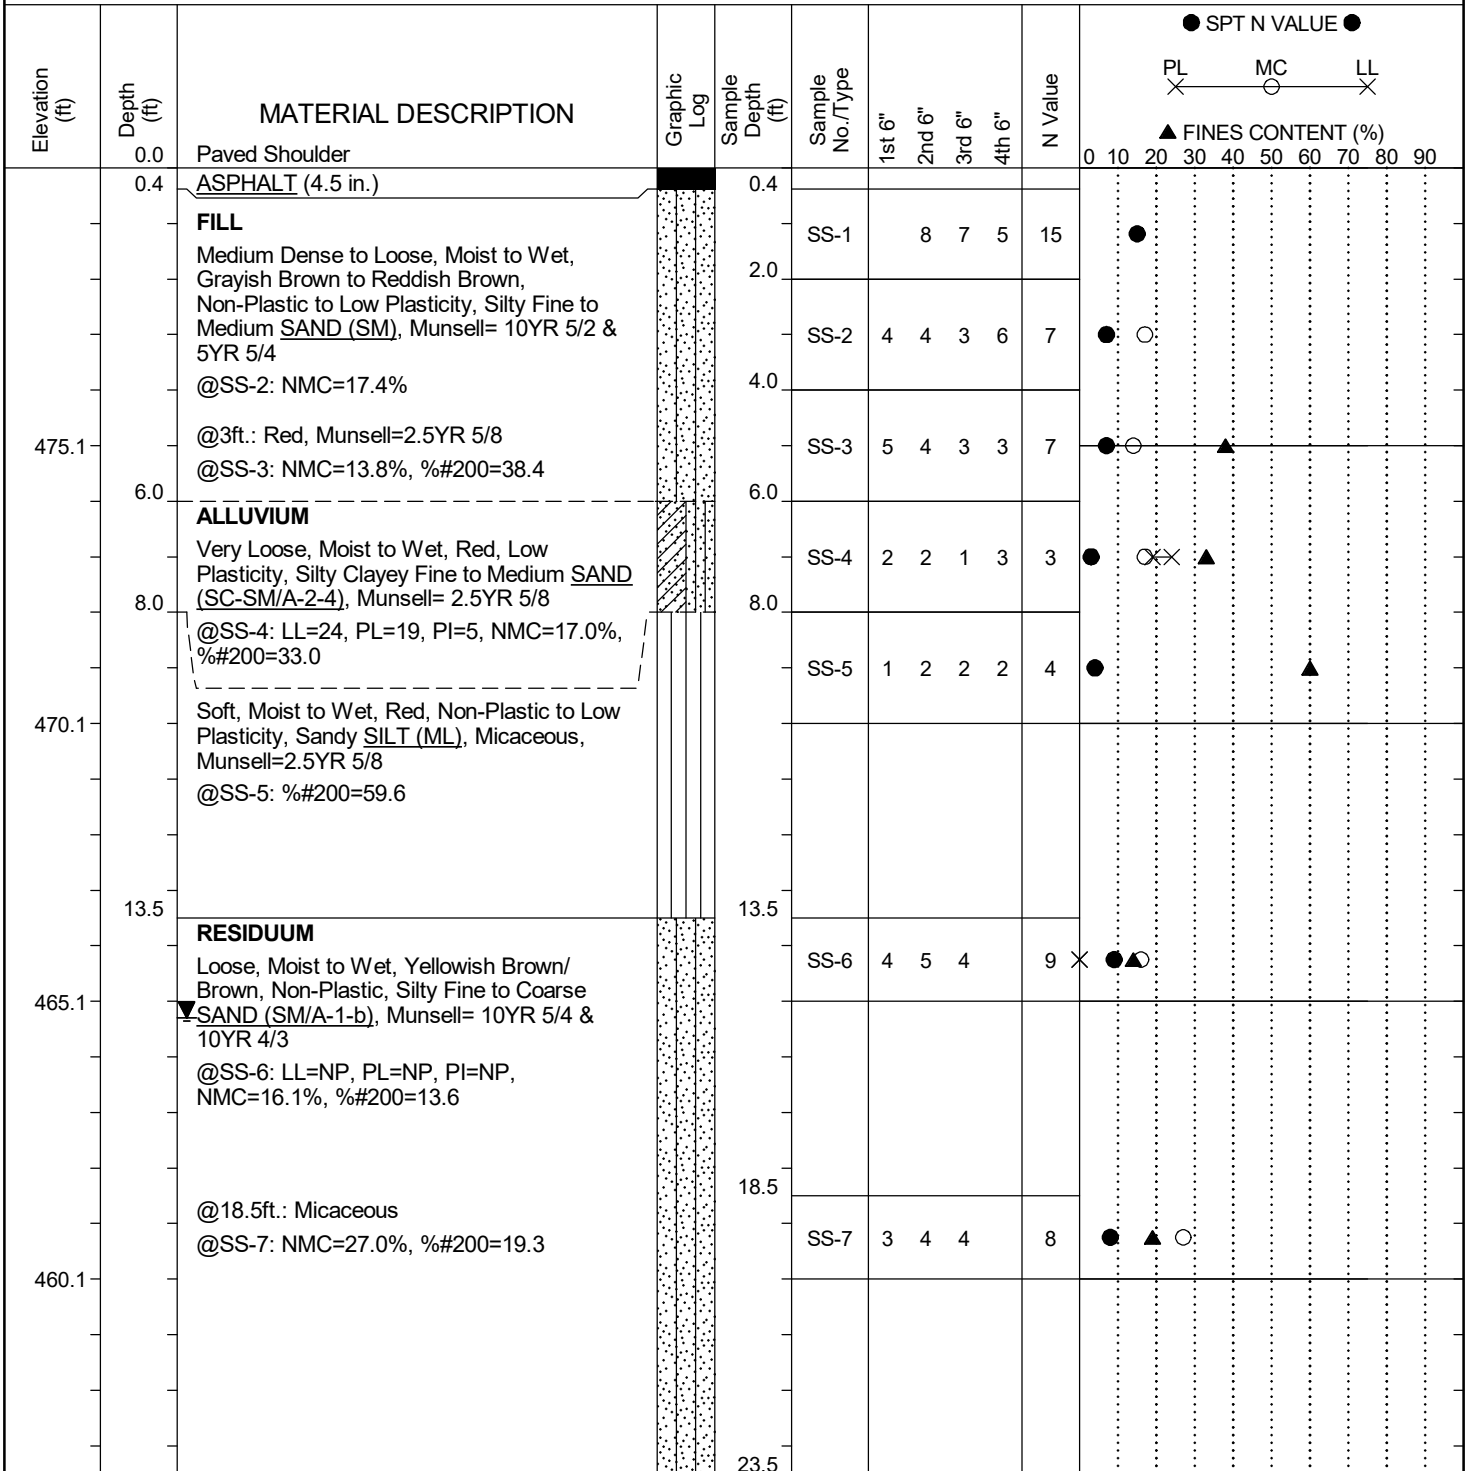 ● SPT N VALUE ●
PL MC LL
▲ FINES CONTENT (%)
Elevation (ft)
Depth (ft)
MATERIAL DESCRIPTION
Graphic Log
Sample Depth (ft)
Sample No./Type
1st 6"
2nd 6"
3rd 6"
4th 6"
N Value
0 10 20 30 40 50 60 70 80 90
0.0 Paved Shoulder
0.4 ASPHALT (4.5 in.) 0.4
FILL
SS-1 8 7 5 15
Medium Dense to Loose, Moist to Wet,
Grayish Brown to Reddish Brown,
2.0
Non-Plastic to Low Plasticity, Silty Fine to
Medium SAND (SM), Munsell= 10YR 5/2 &
5YR 5/4
SS-2 4 4 3 6 7
@SS-2: NMC=17.4%
4.0
@3ft.: Red, Munsell=2.5YR 5/8
475.1
SS-3 5 4 3 3 7
@SS-3: NMC=13.8%, %#200=38.4
6.0 6.0
ALLUVIUM
Very Loose, Moist to Wet, Red, Low
SS-4 2 2 1 3 3
Plasticity, Silty Clayey Fine to Medium SAND
(SC-SM/A-2-4), Munsell= 2.5YR 5/8
8.0 8.0
@SS-4: LL=24, PL=19, PI=5, NMC=17.0%,
%#200=33.0
SS-5 1 2 2 2 4
Soft, Moist to Wet, Red, Non-Plastic to Low
470.1
Plasticity, Sandy SILT (ML), Micaceous,
Munsell=2.5YR 5/8
@SS-5: %#200=59.6
13.5 13.5
RESIDUUM
Loose, Moist to Wet, Yellowish Brown/
SS-6 4 5 4 9
Brown, Non-Plastic, Silty Fine to Coarse
465.1
SAND (SM/A-1-b), Munsell= 10YR 5/4 &
10YR 4/3
@SS-6: LL=NP, PL=NP, PI=NP,
NMC=16.1%, %#200=13.6
18.5
@18.5ft.: Micaceous
@SS-7: NMC=27.0%, %#200=19.3
SS-7 3 4 4 8
460.1
23.5